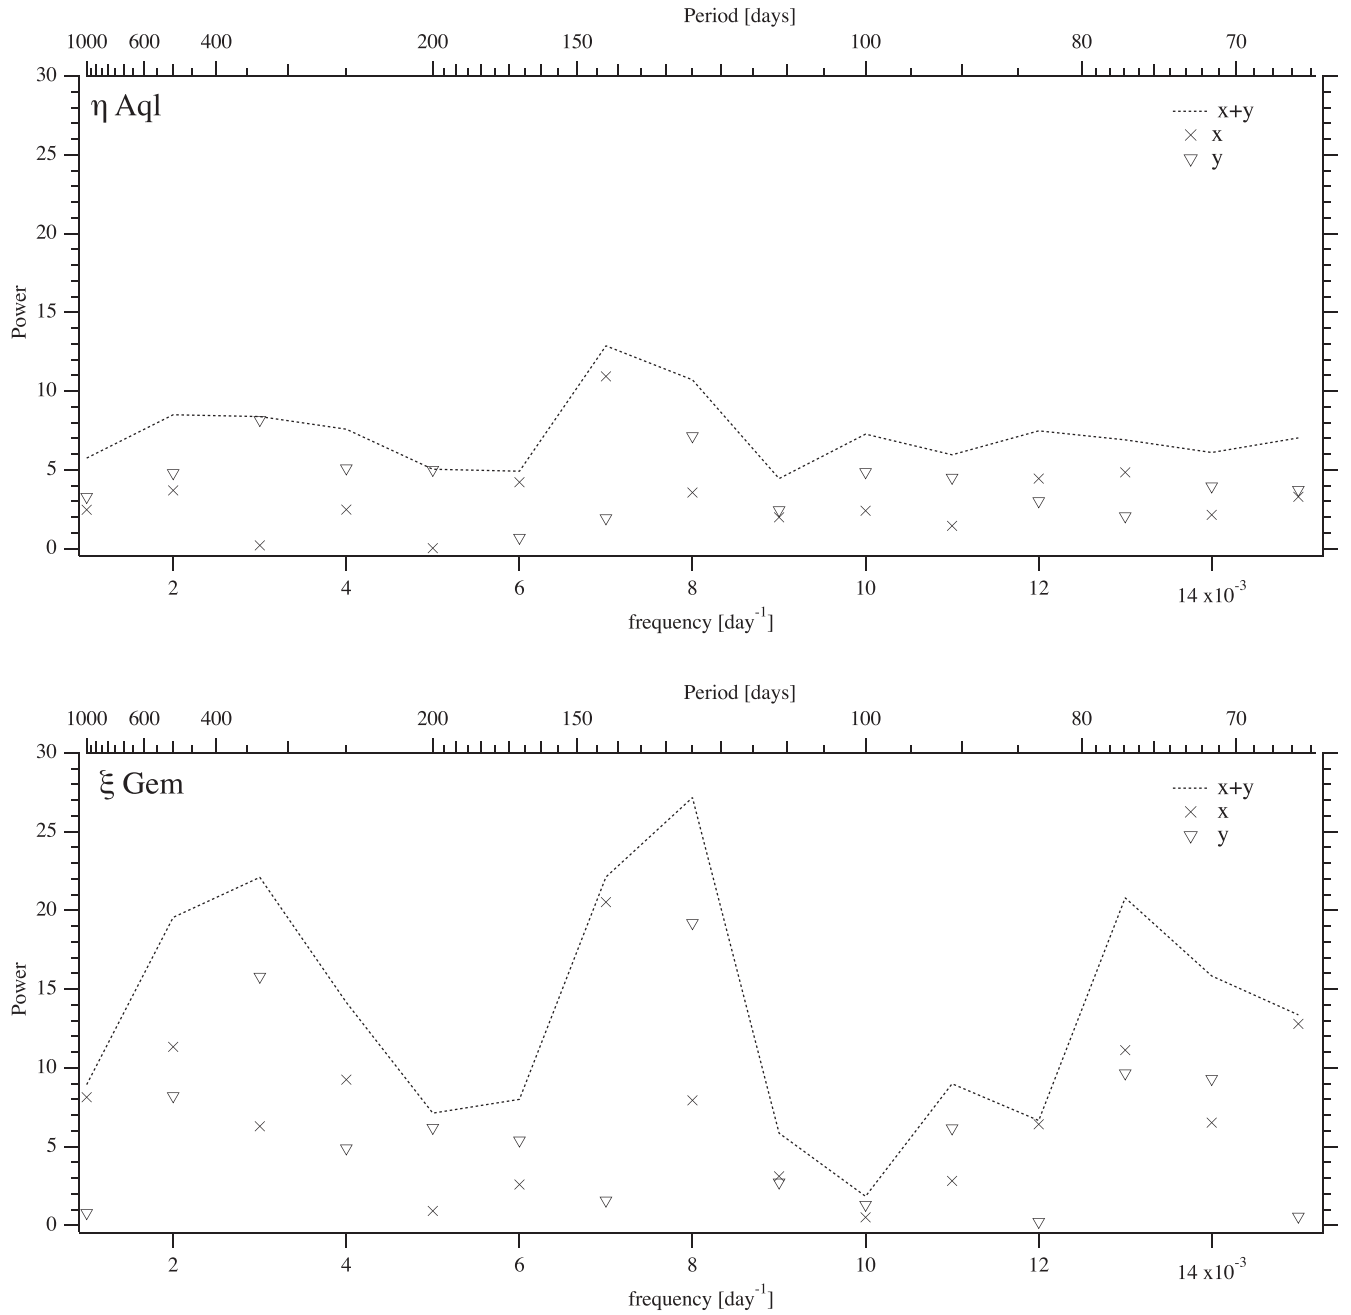 Period [days]
1000 600 400 200 150 100 80 70
η Aql
x+y
x
y
30
25
20
15
10
5
0
Power
2 4 6 8 10 12 14 x10-3
frequency [day-1]
Period [days]
1000 600 400 200 150 100 80 70
ξ Gem
x+y
x
y
30
25
20
15
10
5
0
Power
2 4 6 8 10 12 14 x10-3
frequency [day-1]